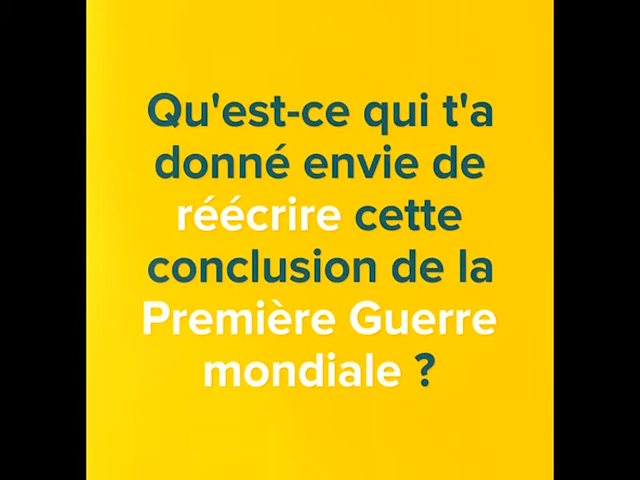 Qu'est-ce qui t'a
donné envie de
réécrire cette
conclusion de la
Première Guerre
mondiale ?